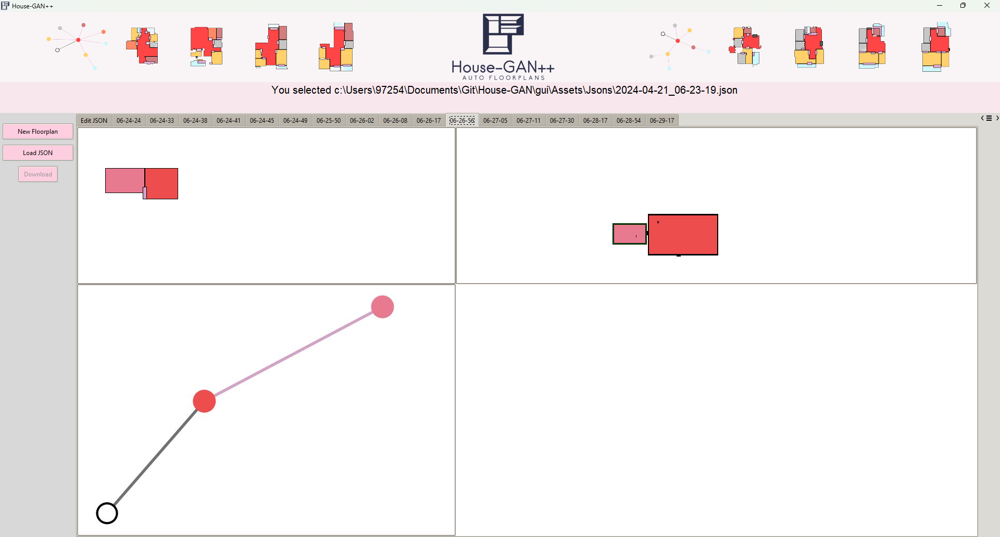 House-GAN++
House-GAN++
AUTO FLOORPLANS
You selected c:\Users\97254\Documents\Git\House-GAN\gui\Assets\Jsons\2024-04-21_06-23-19.json
Edit JSON 06-24-24 06-24-33 06-24-38 06-24-41 06-24-45 06-24-49 06-25-50 06-26-02 06-26-08 06-26-17 06-26-56 06-27-05 06-27-11 06-27-30 06-28-17 06-28-54 06-29-17
New Floorplan
Load JSON
Download